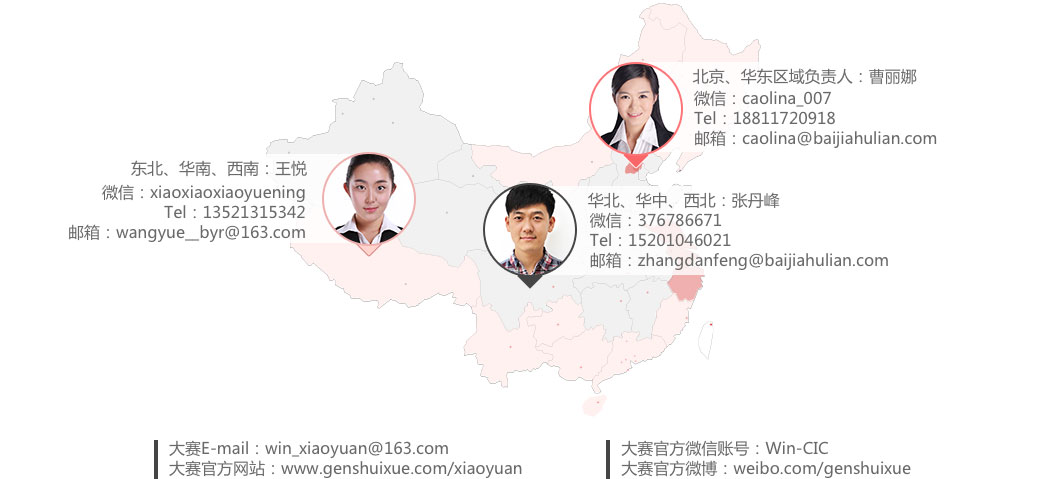 北京、华东区域负责人：曹丽娜
微信：caolina_007
Tel：18811720918
邮箱：caolina@baijiahulian.com
东北、华南、西南：王悦
微信：xiaoxiaoxiaoyuening
Tel：13521315342
邮箱：wangyue__byr@163.com
华北、华中、西北：张丹峰
微信：376786671
Tel：15201046021
邮箱：zhangdanfeng@baijiahulian.com
大赛E-mail：win_xiaoyuan@163.com
大赛官方网站：www.genshuixue.com/xiaoyuan
大赛官方微信账号：Win-CIC
大赛官方微博：weibo.com/genshuixue